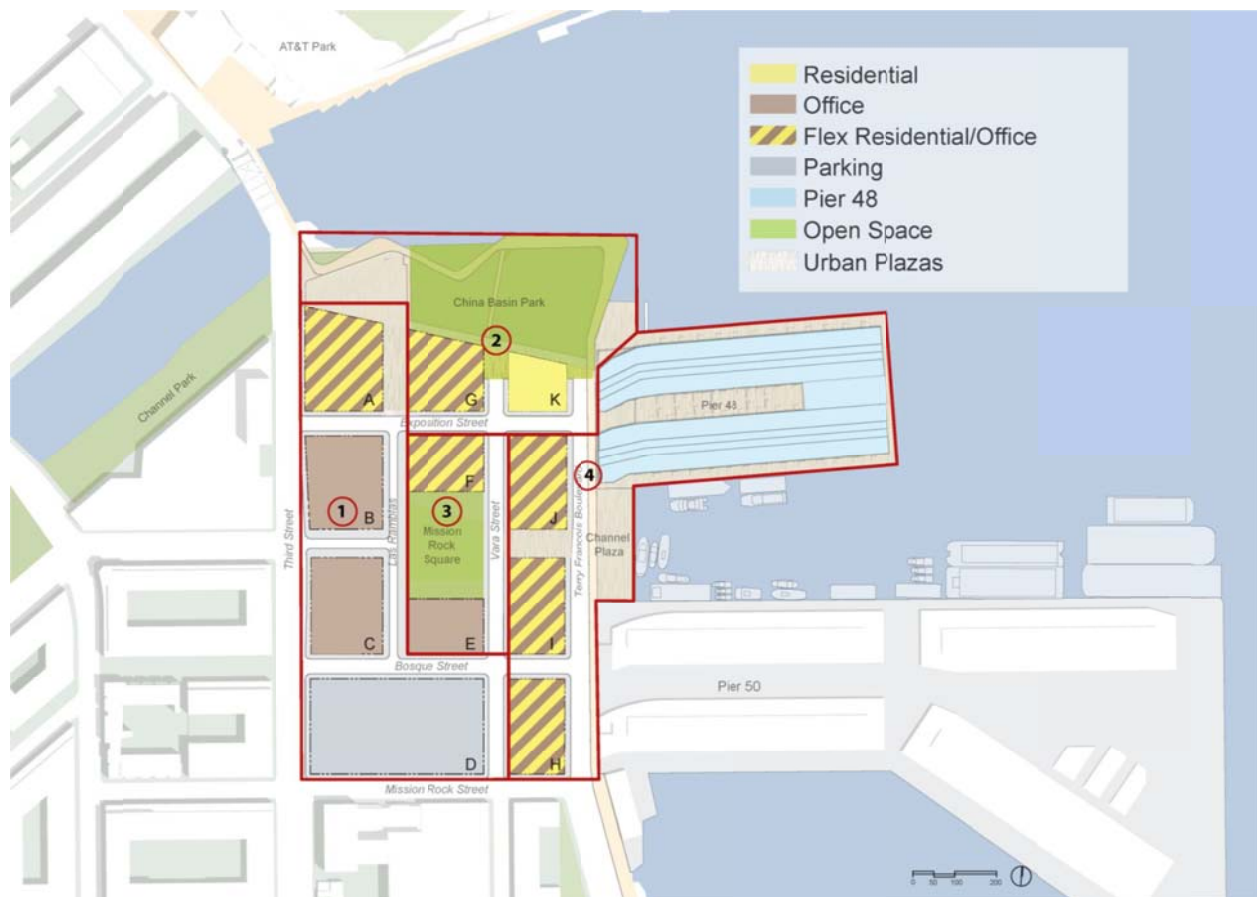 AT&T Park
Residential
Office
Flex Residential/Office
Parking
Pier 48
Open Space
Urban Plazas
China Basin Park
2
Channel Park
A
G
K
Pier 48
Exposition Street
Third Street
1
B
Las Ramblas
F
3
Mission
Rock
Square
Vara Street
J
4
Terry Francois Boulevard
Channel
Plaza
C
E
I
Bosque Street
D
H
Pier 50
Mission Rock Street
0 50 100 200